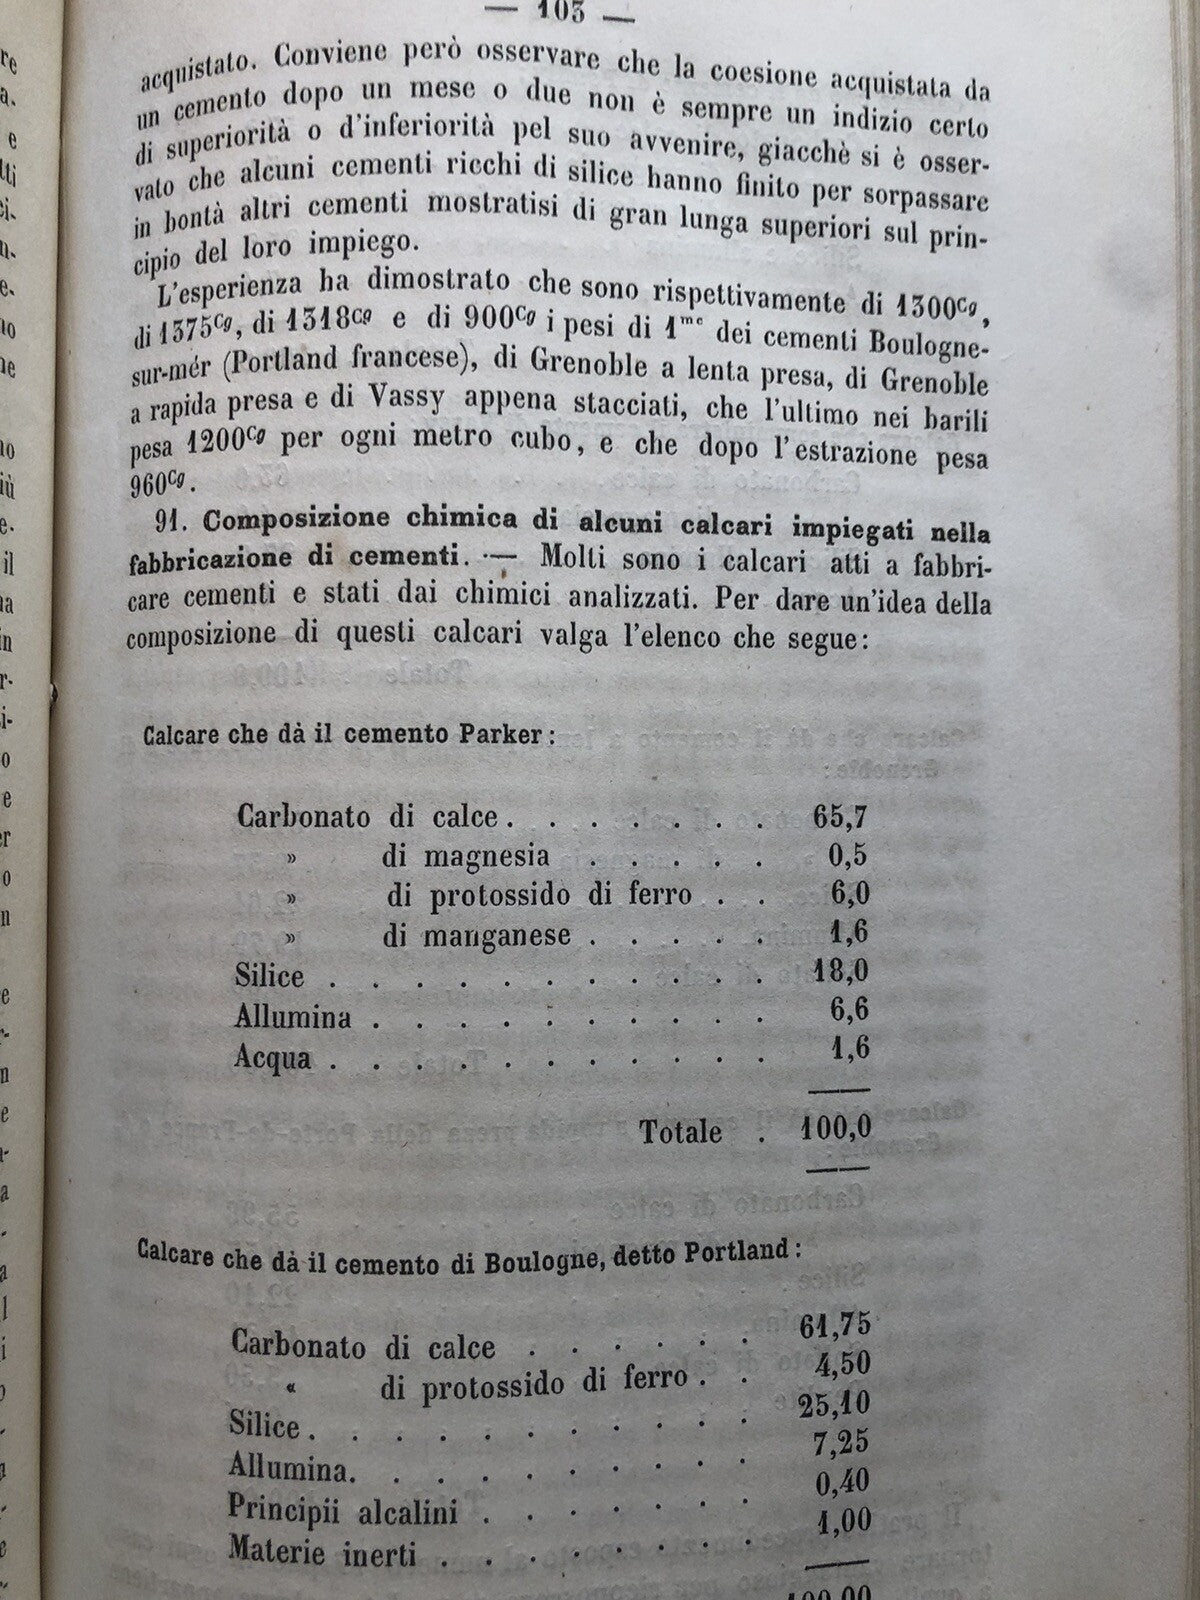 — 103 —
acquistato. Conviene però osservare che la coesione acquistata da
un cemento dopo un mese o due non è sempre un indizio certo
di superiorità o d'inferiorità pel suo avvenire, giacchè si è osser-
vato che alcuni cementi ricchi di silice hanno finito per sorpassare
in bontà altri cementi mostratisi di gran lunga superiori sul prin-
cipio del loro impiego.
L'esperienza ha dimostrato che sono rispettivamente di 1300Cg,
di 1375Cg, di 1318Cg e di 900Cg i pesi di 1mc dei cementi Boulogne-
sur-mér (Portland francese), di Grenoble a lenta presa, di Grenoble
a rapida presa e di Vassy appena stacciati, che l'ultimo nei barili
pesa 1200Cg per ogni metro cubo, e che dopo l'estrazione pesa
960Cg.
91. Composizione chimica di alcuni calcari impiegati nella
fabbricazione di cementi. — Molti sono i calcari atti a fabbri-
care cementi e stati dai chimici analizzati. Per dare un'idea della
composizione di questi calcari valga l'elenco che segue:
Calcare che dà il cemento Parker:
Carbonato di calce . . . . . . . 65,7
» di magnesia . . . . . 0,5
» di protossido di ferro . . 6,0
» di manganese . . . . . 1,6
Silice . . . . . . . . . . . 18,0
Allumina . . . . . . . . . . 6,6
Acqua . . . . . . . . . . . 1,6
Totale . 100,0
Calcare che dà il cemento di Boulogne, detto Portland:
Carbonato di calce . . . . . . 61,75
« di protossido di ferro . . 4,50
Silice . . . . . . . . . . . 25,10
Allumina. . . . . . . . . . 7,25
Principii alcalini . . . . . . . 0,40
Materie inerti . . . . . . . . 1,00
100,00